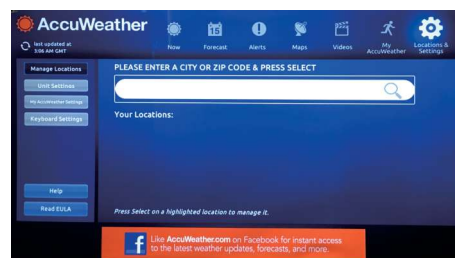 AccuWeather
last updated at
3:06 AM GMT
15
Now
Forecast
Alerts
Maps
Videos
My
AccuWeather
Locations &
Settings
Manage Locations
Unit Settings
My AccuWeather Settings
Keyboard Settings
Help
Read EULA
PLEASE ENTER A CITY OR ZIP CODE & PRESS SELECT
Your Locations:
Press Select on a highlighted location to manage it.
f
Like AccuWeather.com on Facebook for instant access
to the latest weather updates, forecasts, and more.